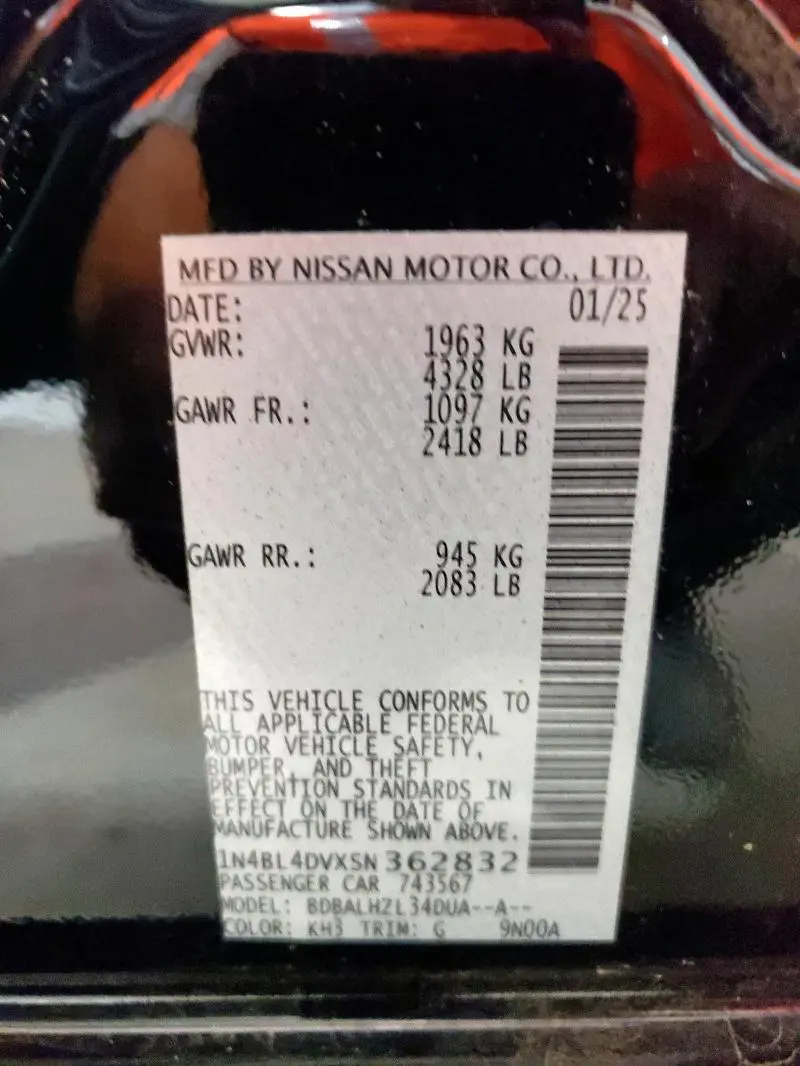 MFD BY NISSAN MOTOR CO., LTD.
DATE: 01/25
GVWR: 1963 KG
4328 LB
GAWR FR.: 1097 KG
2418 LB
GAWR RR.: 945 KG
2083 LB
THIS VEHICLE CONFORMS TO
ALL APPLICABLE FEDERAL
MOTOR VEHICLE SAFETY,
BUMPER, AND THEFT
PREVENTION STANDARDS IN
EFFECT ON THE DATE OF
MANUFACTURE SHOWN ABOVE.
1N4BL4DVXSN362832
PASSENGER CAR 743567
MODEL: BDBALHZL34DUA--A--
COLOR: KH3 TRIM: G 9N00A